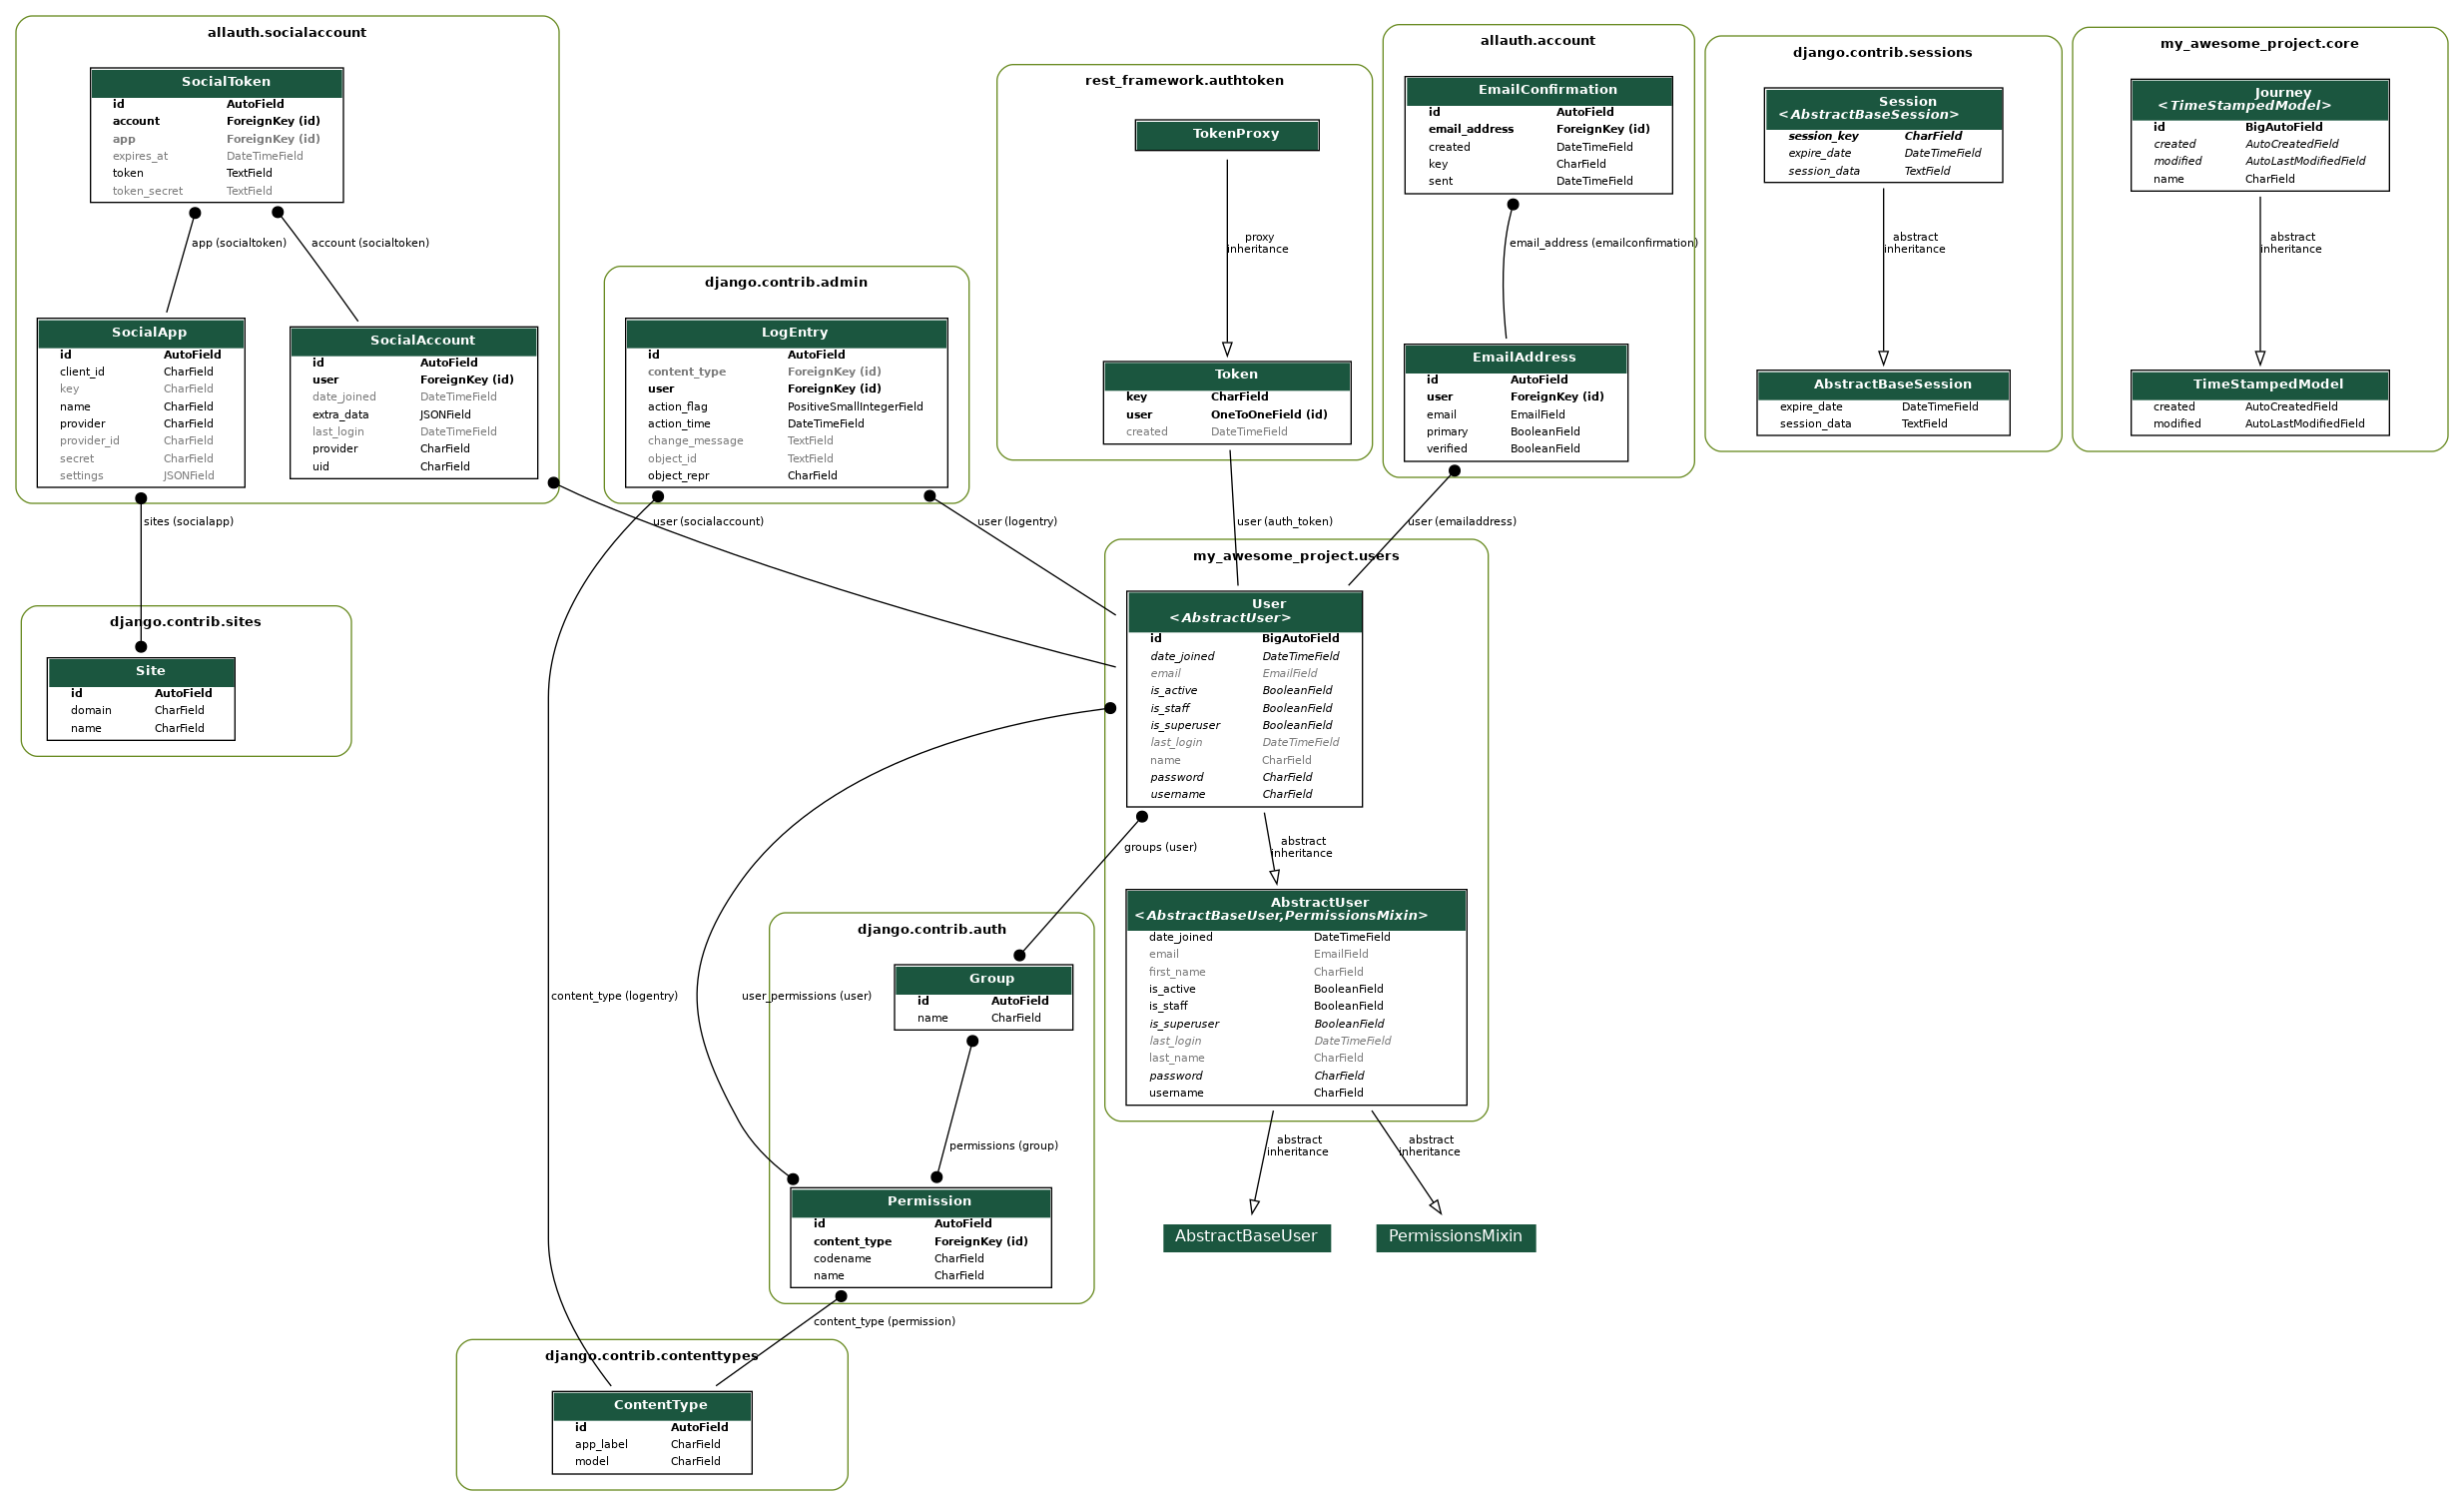 allauth.socialaccount
SocialToken
id AutoField
account ForeignKey (id)
app ForeignKey (id)
expires_at DateTimeField
token TextField
token_secret TextField
app (socialtoken)
account (socialtoken)
SocialApp
id AutoField
client_id CharField
key CharField
name CharField
provider CharField
provider_id CharField
secret CharField
settings JSONField
SocialAccount
id AutoField
user ForeignKey (id)
date_joined DateTimeField
extra_data JSONField
last_login DateTimeField
provider CharField
uid CharField
django.contrib.admin
LogEntry
id AutoField
content_type ForeignKey (id)
user ForeignKey (id)
action_flag PositiveSmallIntegerField
action_time DateTimeField
change_message TextField
object_id TextField
object_repr CharField
rest_framework.authtoken
TokenProxy
proxy
inheritance
Token
key CharField
user OneToOneField (id)
created DateTimeField
allauth.account
EmailConfirmation
id AutoField
email_address ForeignKey (id)
created DateTimeField
key CharField
sent DateTimeField
email_address (emailconfirmation)
EmailAddress
id AutoField
user ForeignKey (id)
email EmailField
primary BooleanField
verified BooleanField
django.contrib.sessions
Session
<AbstractBaseSession>
session_key CharField
expire_date DateTimeField
session_data TextField
abstract
inheritance
AbstractBaseSession
expire_date DateTimeField
session_data TextField
my_awesome_project.core
Journey
<TimeStampedModel>
id BigAutoField
created AutoCreatedField
modified AutoLastModifiedField
name CharField
abstract
inheritance
TimeStampedModel
created AutoCreatedField
modified AutoLastModifiedField
sites (socialapp)
user (socialaccount)
user (logentry)
user (auth_token)
user (emailaddress)
django.contrib.sites
Site
id AutoField
domain CharField
name CharField
my_awesome_project.users
User
<AbstractUser>
id BigAutoField
date_joined DateTimeField
email EmailField
is_active BooleanField
is_staff BooleanField
is_superuser BooleanField
last_login DateTimeField
name CharField
password CharField
username CharField
groups (user)
abstract
inheritance
AbstractUser
<AbstractBaseUser,PermissionsMixin>
date_joined DateTimeField
email EmailField
first_name CharField
is_active BooleanField
is_staff BooleanField
is_superuser BooleanField
last_login DateTimeField
last_name CharField
password CharField
username CharField
content_type (logentry)
user_permissions (user)
django.contrib.auth
Group
id AutoField
name CharField
permissions (group)
abstract
inheritance
abstract
inheritance
Permission
id AutoField
content_type ForeignKey (id)
codename CharField
name CharField
AbstractBaseUser
PermissionsMixin
content_type (permission)
django.contrib.contenttypes
ContentType
id AutoField
app_label CharField
model CharField